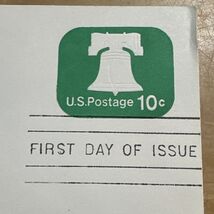 U.S.Postage 10c
FIRST DAY OF ISSUE